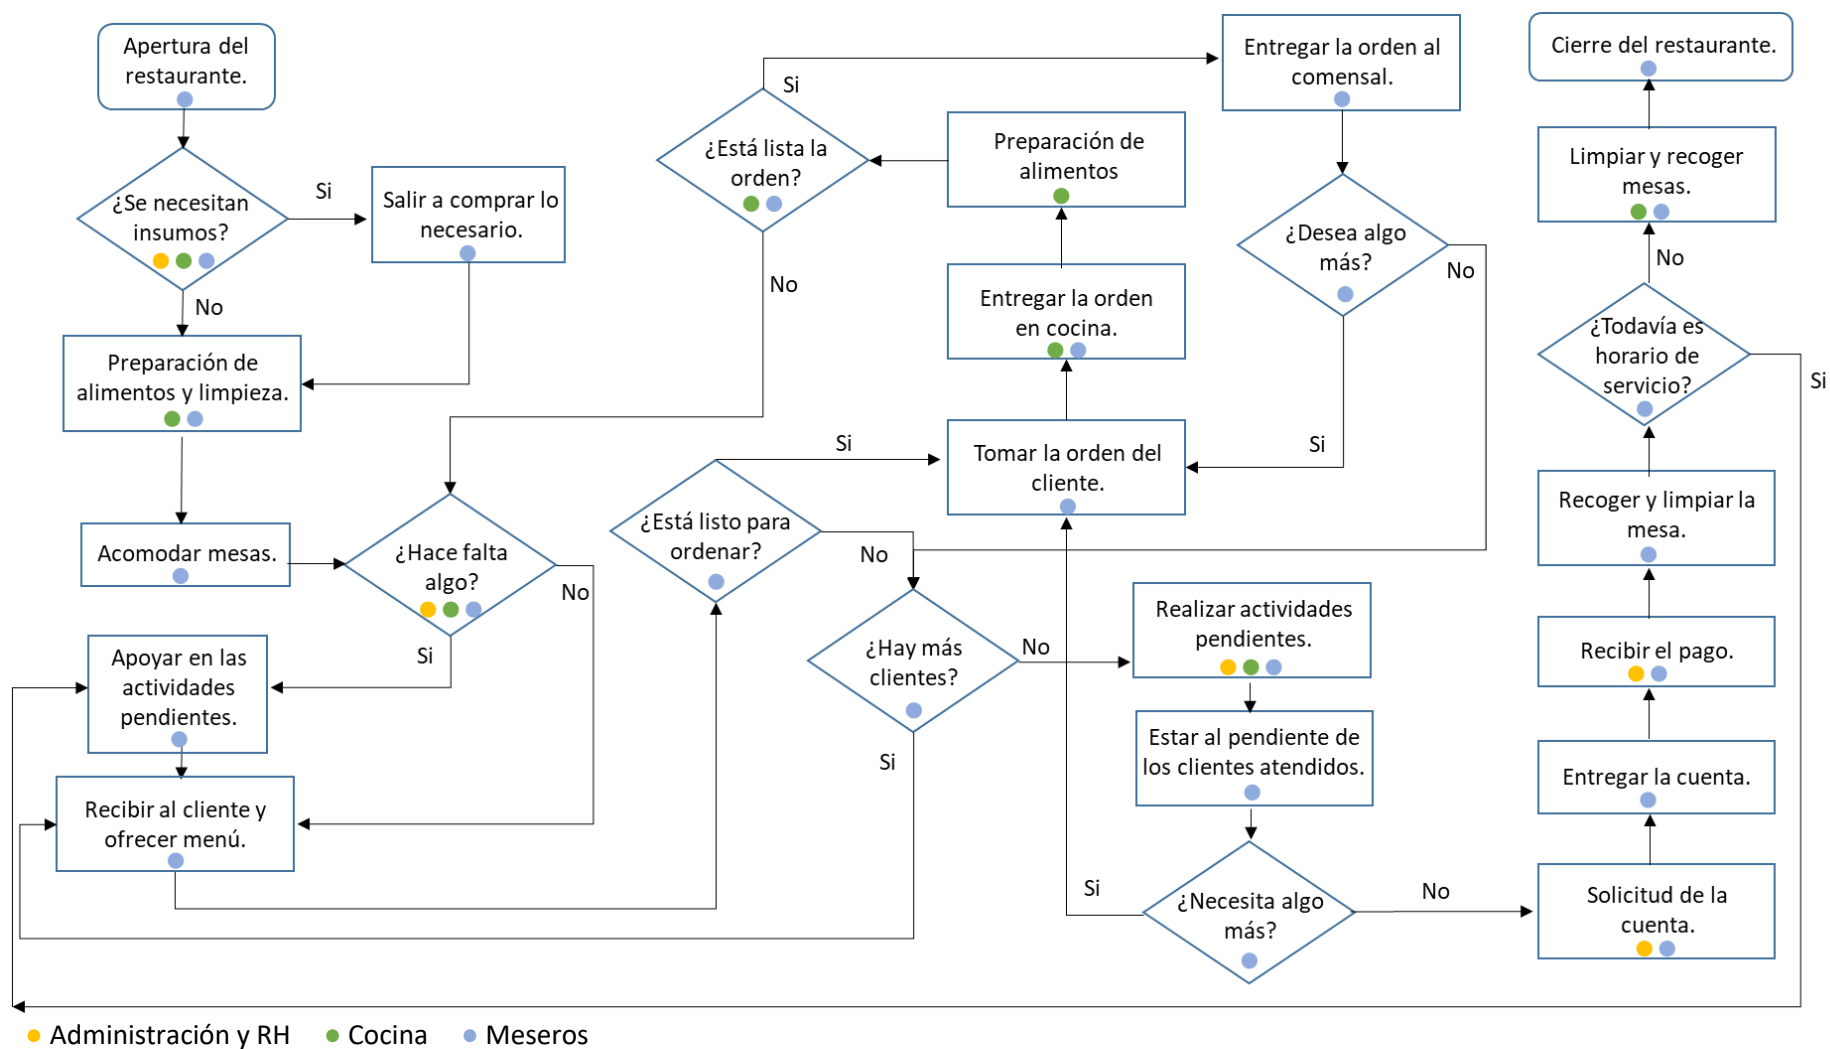 Apertura del
restaurante.
¿Se necesitan
insumos?
Si
Salir a comprar lo
necesario.
No
Preparación de
alimentos y limpieza.
Acomodar mesas.
¿Hace falta
algo?
No
Si
Apoyar en las
actividades
pendientes.
Recibir al cliente y
ofrecer menú.
¿Está listo para
ordenar?
Si
No
Tomar la orden del
cliente.
Entregar la orden
en cocina.
Preparación de
alimentos
¿Está lista la
orden?
Si
No
Entregar la orden al
comensal.
¿Desea algo
más?
No
Si
¿Hay más
clientes?
No
Si
Realizar actividades
pendientes.
Estar al pendiente de
los clientes atendidos.
¿Necesita algo
más?
Si
No
Solicitud de la
cuenta.
Entregar la cuenta.
Recibir el pago.
Recoger y limpiar la
mesa.
¿Todavía es
horario de
servicio?
Si
No
Limpiar y recoger
mesas.
Cierre del restaurante.
Administración y RH
Cocina
Meseros